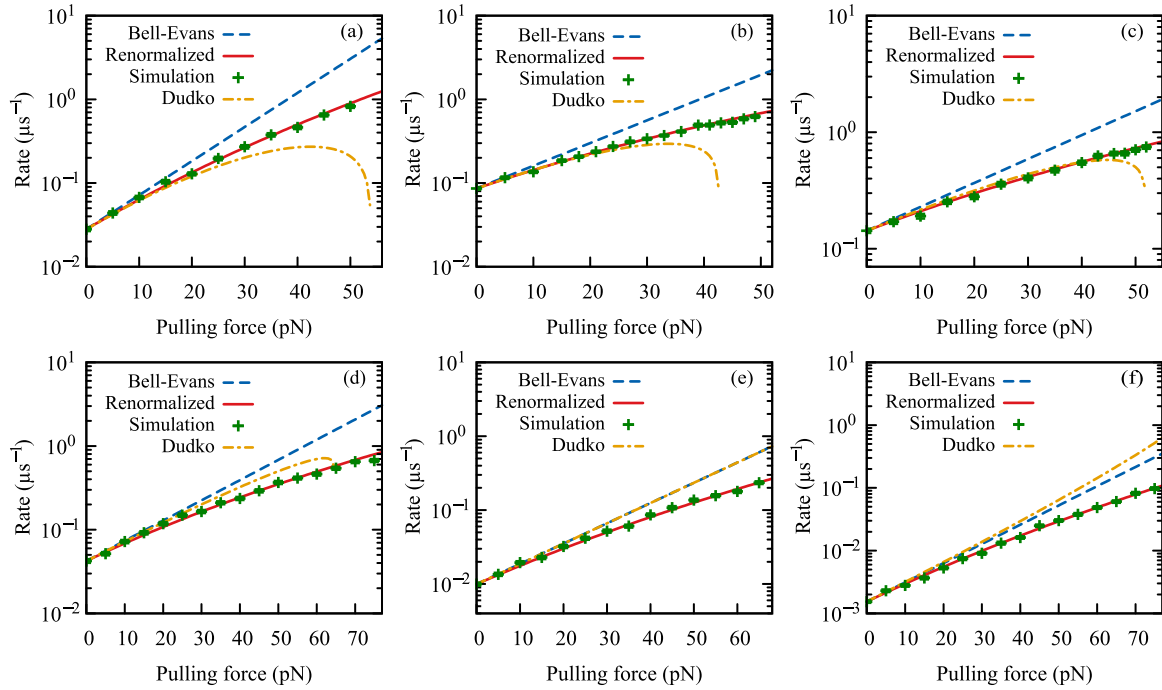 (a)
Bell-Evans
Renormalized
Simulation
Dudko
Rate (μs⁻¹)
10¹
10⁰
10⁻¹
10⁻²
0 10 20 30 40 50
Pulling force (pN)
(b)
Bell-Evans
Renormalized
Simulation
Dudko
Rate (μs⁻¹)
10¹
10⁰
10⁻¹
10⁻²
0 10 20 30 40 50
Pulling force (pN)
(c)
Bell-Evans
Renormalized
Simulation
Dudko
Rate (μs⁻¹)
10¹
10⁰
10⁻¹
0 10 20 30 40 50
Pulling force (pN)
(d)
Bell-Evans
Renormalized
Simulation
Dudko
Rate (μs⁻¹)
10¹
10⁰
10⁻¹
10⁻²
0 10 20 30 40 50 60 70
Pulling force (pN)
(e)
Bell-Evans
Renormalized
Simulation
Dudko
Rate (μs⁻¹)
10¹
10⁰
10⁻¹
10⁻²
0 10 20 30 40 50 60
Pulling force (pN)
(f)
Bell-Evans
Renormalized
Simulation
Dudko
Rate (μs⁻¹)
10¹
10⁰
10⁻¹
10⁻²
10⁻³
0 10 20 30 40 50 60 70
Pulling force (pN)